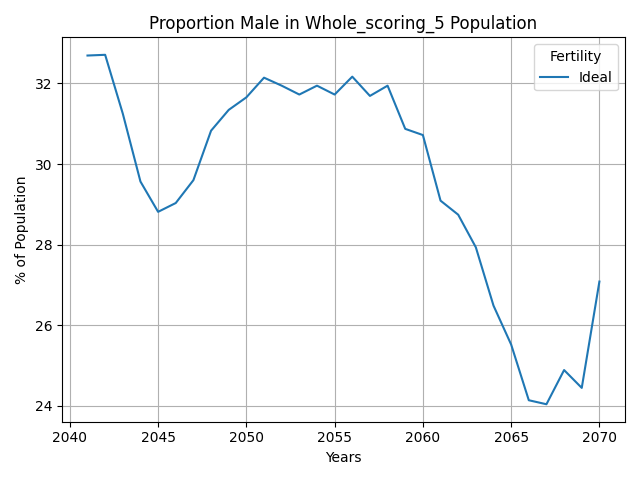 Proportion Male in Whole_scoring_5 Population
Fertility
Ideal
% of Population
32
30
28
26
24
2040 2045 2050 2055 2060 2065 2070
Years